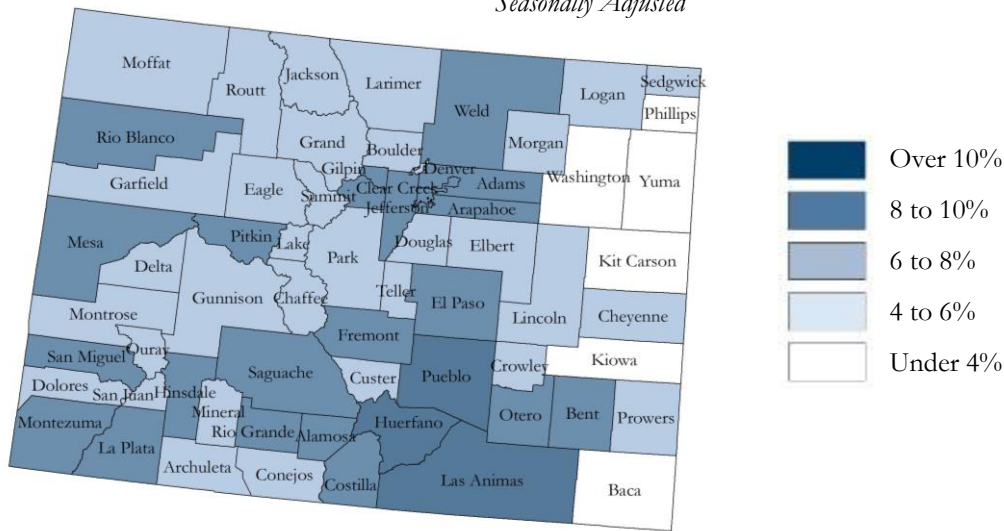 Seasonally Adjusted
Moffat
Routt
Jackson
Larimer
Weld
Logan
Sedgwick
Phillips
Rio Blanco
Grand
Boulder
Morgan
Washington
Yuma
Garfield
Eagle
Gilpin
Summit
Clear Creek
Denver
Jefferson
Adams
Arapahoe
Mesa
Pitkin
Lake
Park
Douglas
Elbert
Kit Carson
Delta
Gunnison
Chaffee
Teller
El Paso
Lincoln
Cheyenne
Montrose
Ouray
Fremont
Kiowa
San Miguel
Saguache
Custer
Pueblo
Crowley
Dolores
San Juan
Hinsdale
Mineral
Otero
Bent
Prowers
Montezuma
La Plata
Rio Grande
Alamosa
Huerfano
Archuleta
Conejos
Costilla
Las Animas
Baca
Over 10%
8 to 10%
6 to 8%
4 to 6%
Under 4%